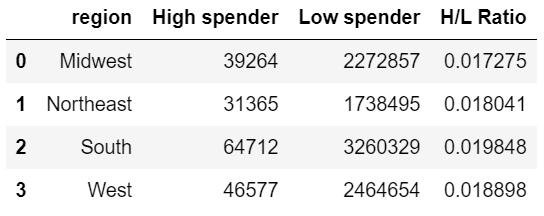 region High spender Low spender H/L Ratio
0 Midwest 39264 2272857 0.017275
1 Northeast 31365 1738495 0.018041
2 South 64712 3260329 0.019848
3 West 46577 2464654 0.018898